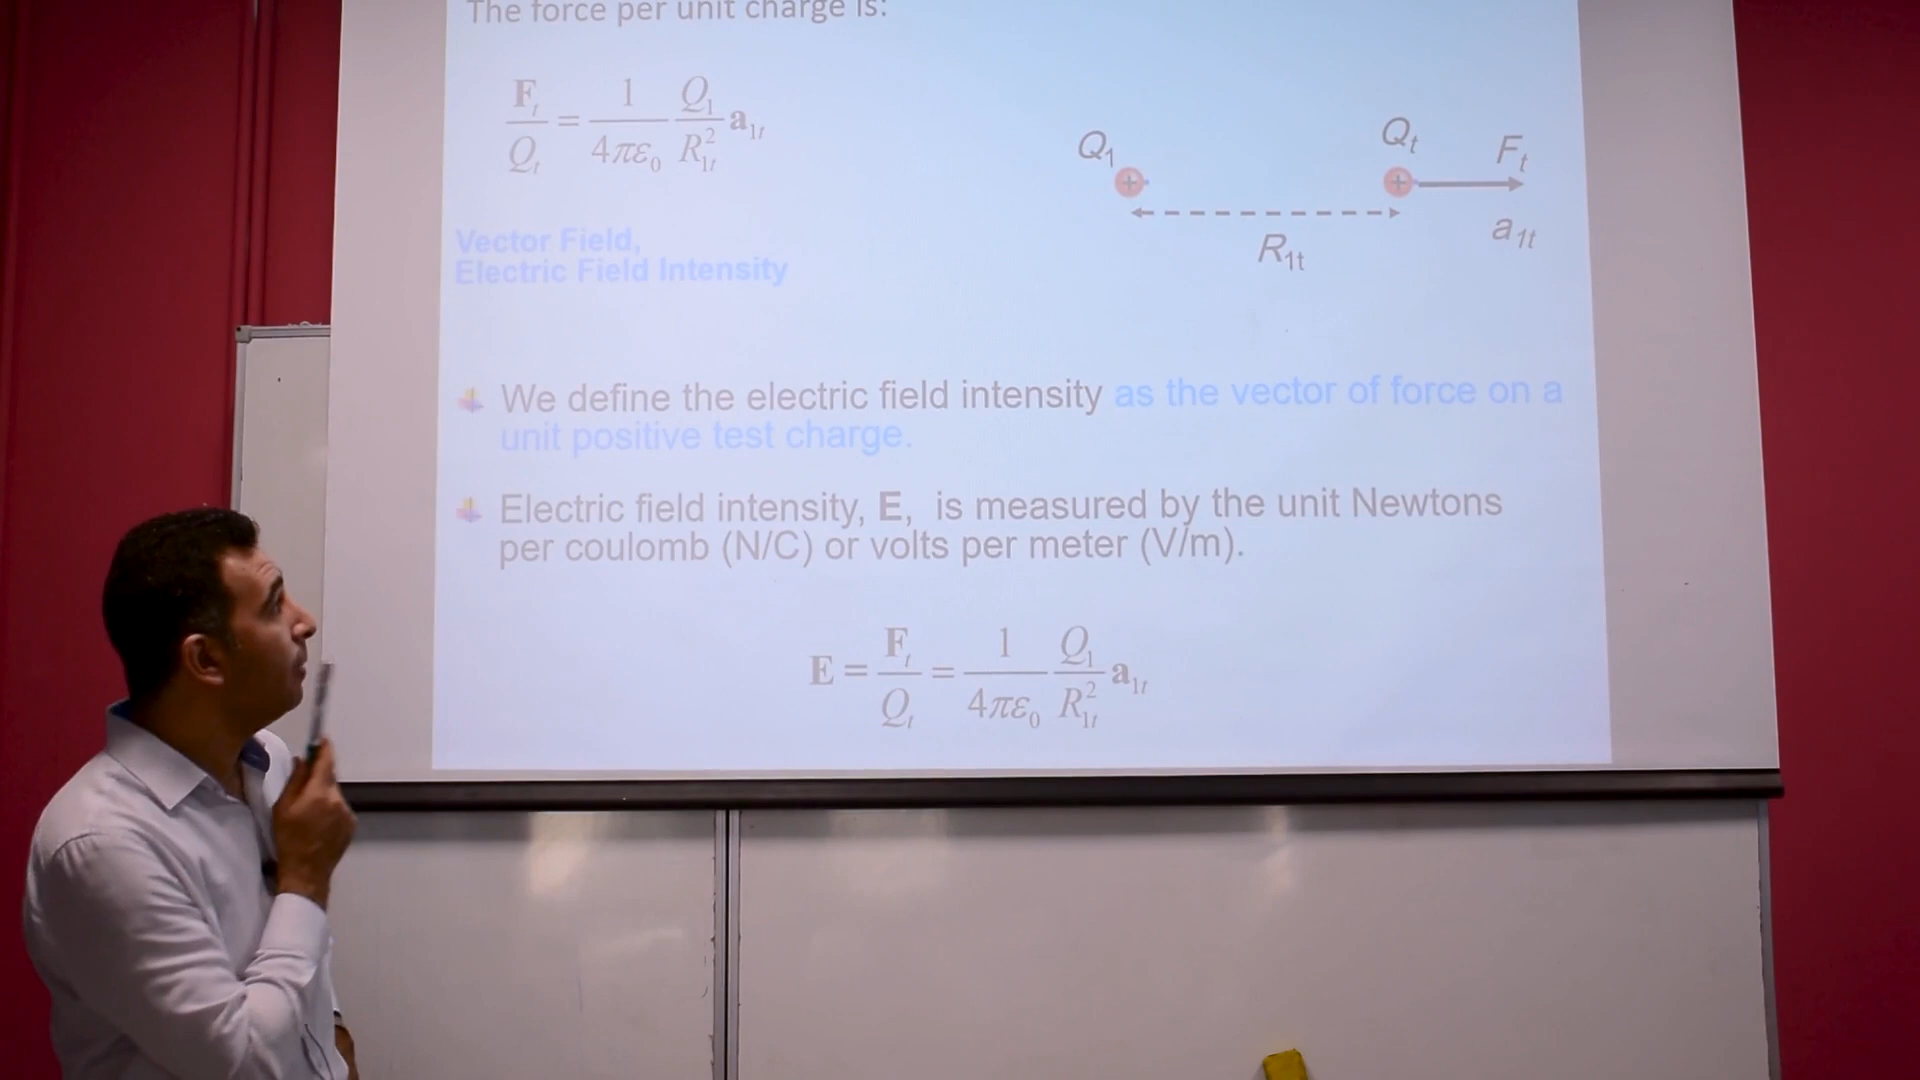 The force per unit charge is:
F_t / Q_t = 1 / 4πε_0 Q_1 / R_1t^2 a_1t
Q_1 Q_t F_t
R_1t a_1t
Vector Field,
Electric Field Intensity
We define the electric field intensity as the vector of force on a
unit positive test charge.
Electric field intensity, E, is measured by the unit Newtons
per coulomb (N/C) or volts per meter (V/m).
E = F_t / Q_t = 1 / 4πε_0 Q_1 / R_1t^2 a_1t